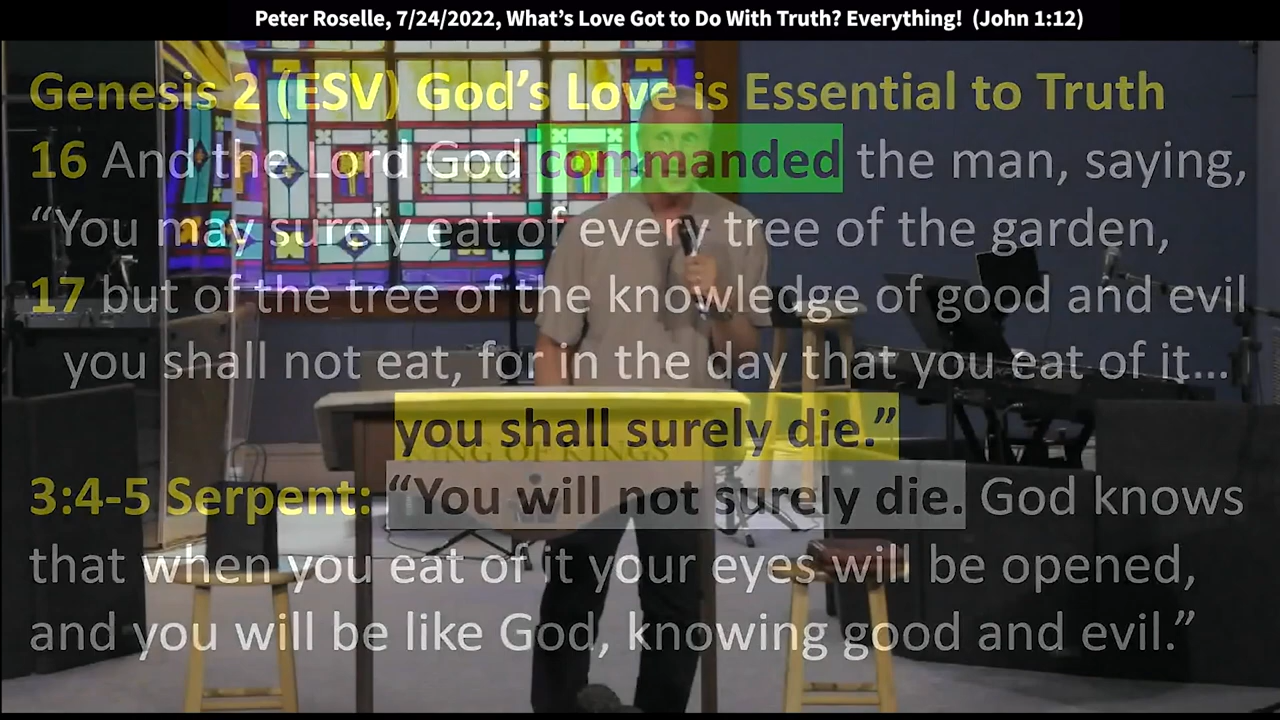 Peter Roselle, 7/24/2022, What's Love Got to Do With Truth? Everything! (John 1:12)
Genesis 2 (ESV) God's Love is Essential to Truth
16 And the Lord God commanded the man, saying,
“You may surely eat of every tree of the garden,
17 but of the tree of the knowledge of good and evil
you shall not eat, for in the day that you eat of it...
you shall surely die.”
KING OF KINGS
3:4-5 Serpent: “You will not surely die. God knows
that when you eat of it your eyes will be opened,
and you will be like God, knowing good and evil.”